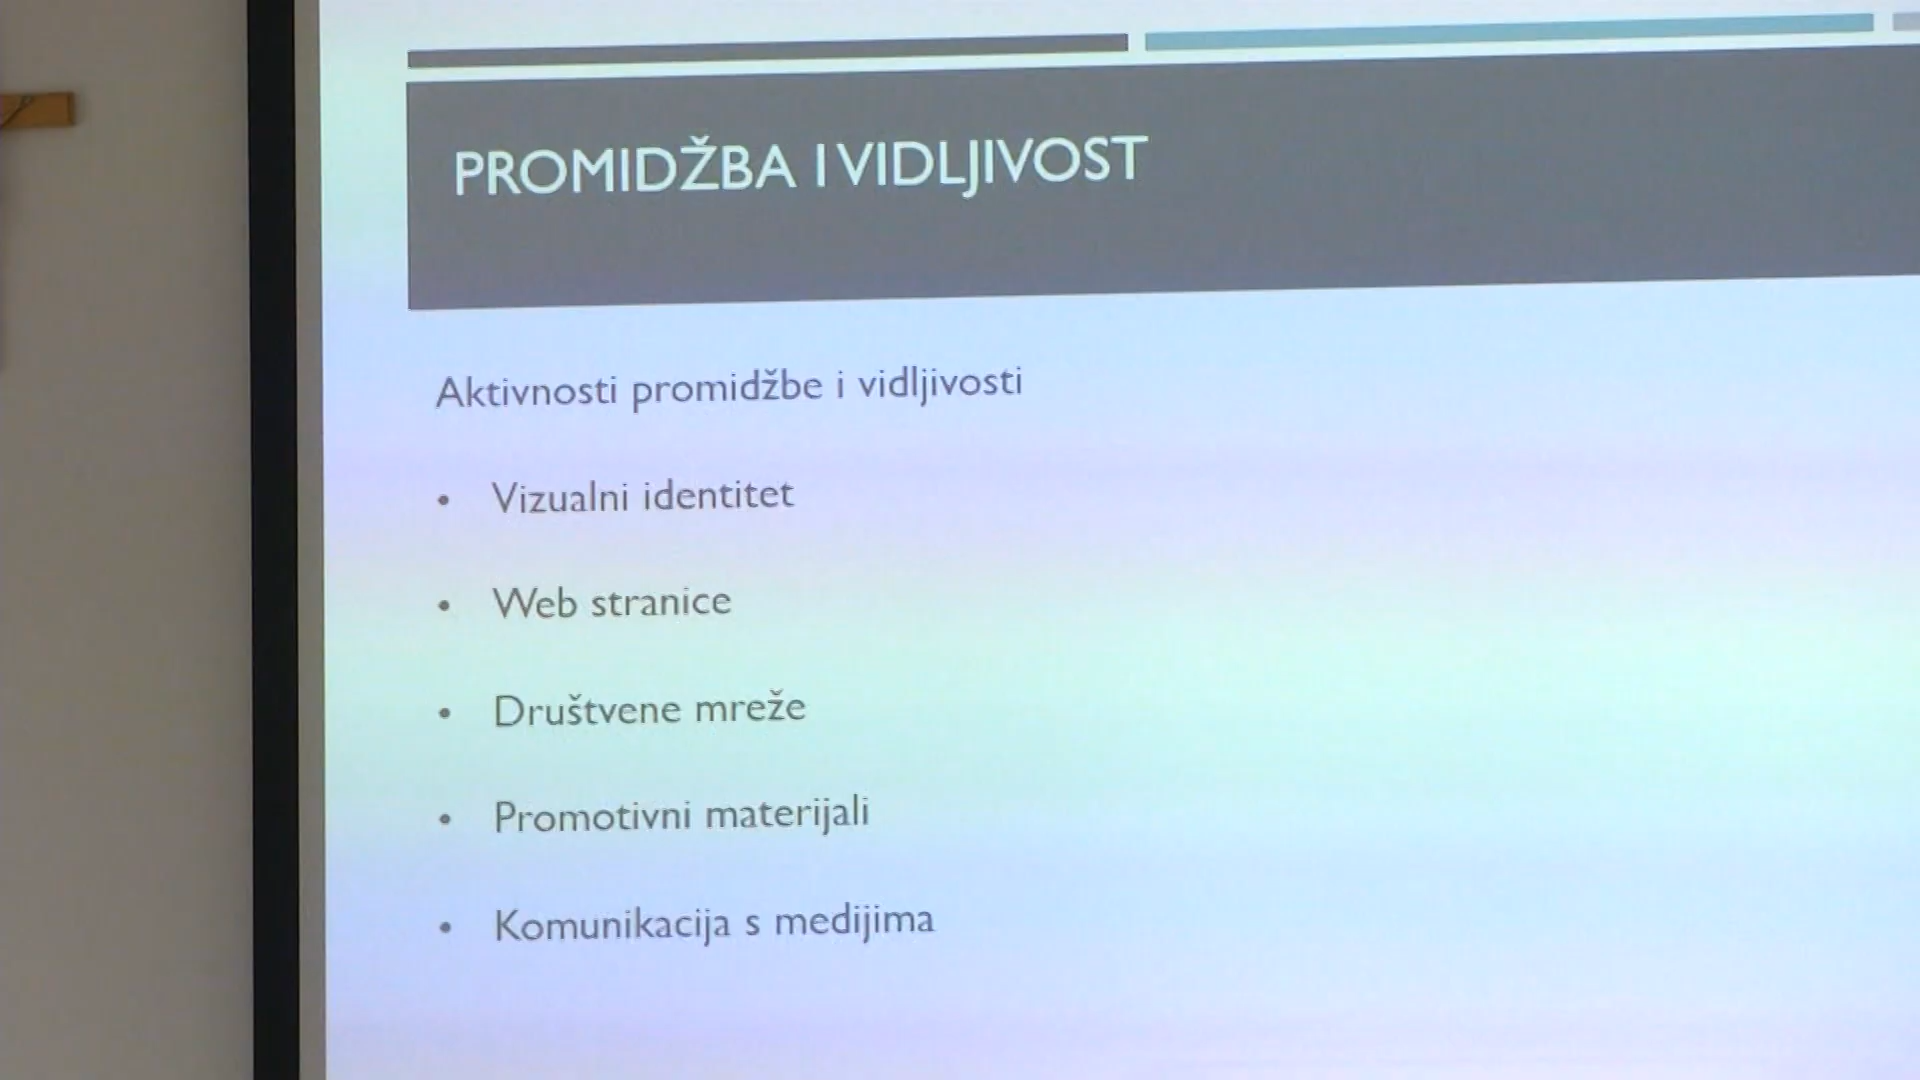 PROMIDŽBA I VIDLJIVOST
Aktivnosti promidžbe i vidljivosti
• Vizualni identitet
• Web stranice
• Društvene mreže
• Promotivni materijali
• Komunikacija s medijima